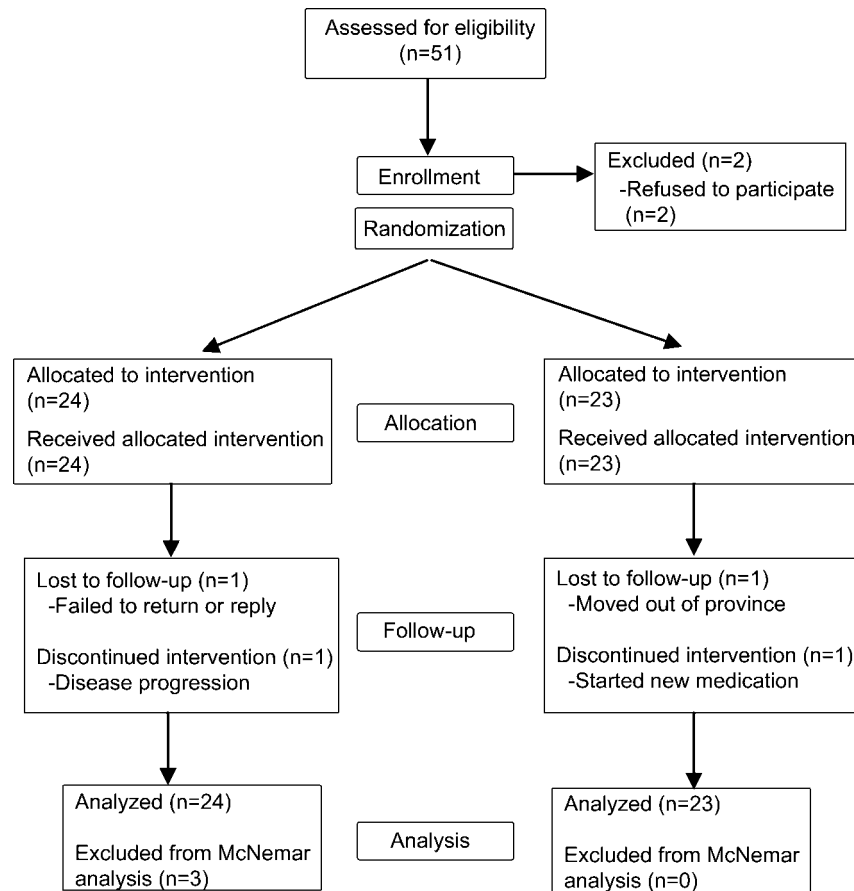 Assessed for eligibility
(n=51)
Enrollment
Excluded (n=2)
-Refused to participate
(n=2)
Randomization
Allocated to intervention
(n=24)
Received allocated intervention
(n=24)
Allocation
Allocated to intervention
(n=23)
Received allocated intervention
(n=23)
Lost to follow-up (n=1)
-Failed to return or reply
Discontinued intervention (n=1)
-Disease progression
Follow-up
Lost to follow-up (n=1)
-Moved out of province
Discontinued intervention (n=1)
-Started new medication
Analyzed (n=24)
Excluded from McNemar
analysis (n=3)
Analysis
Analyzed (n=23)
Excluded from McNemar
analysis (n=0)